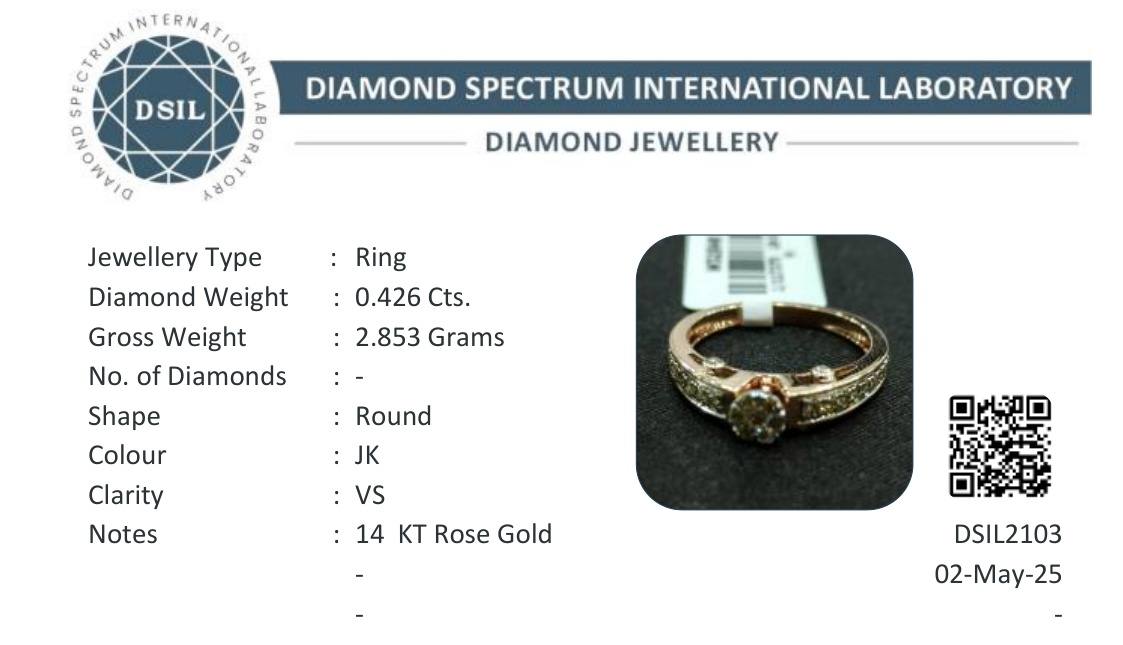 DIAMOND SPECTRUM INTERNATIONAL LABORATORY
DSIL
DIAMOND SPECTRUM INTERNATIONAL LABORATORY
DIAMOND JEWELLERY
Jewellery Type : Ring
Diamond Weight : 0.426 Cts.
Gross Weight : 2.853 Grams
No. of Diamonds : -
Shape : Round
Colour : JK
Clarity : VS
Notes : 14 KT Rose Gold
-
-
DSIL2103
02-May-25
-